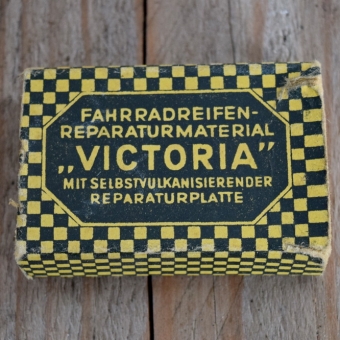 FAHRRADREIFEN-
REPARATURMATERIAL
„VICTORIA”
MIT SELBSTVULKANISIERENDER
REPARATURPLATTE